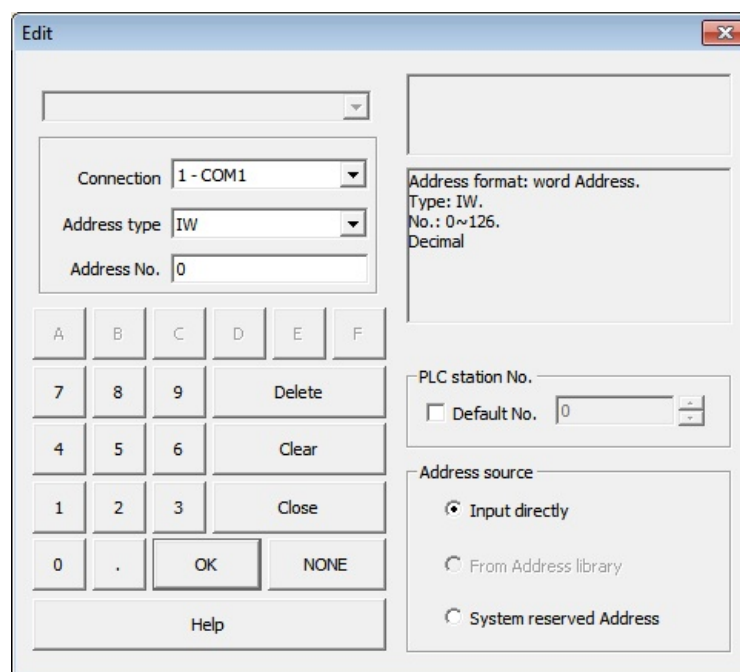 Edit
Connection 1 - COM1
Address type IW
Address No. 0
A B C D E F
7 8 9 Delete
4 5 6 Clear
1 2 3 Close
0 . OK NONE
Help
Address format: word Address.
Type: IW.
No.: 0~126.
Decimal
PLC station No.
Default No. 0
Address source
Input directly
From Address library
System reserved Address